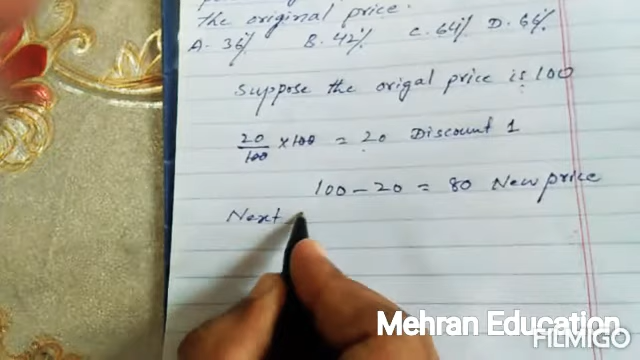 the original price.
A. 36% B. 42% C. 64% D. 66%
Suppose the origal price is 100
20/100 × 100 = 20 Discount 1
100 - 20 = 80 New price
Next
Mehran Education
FILMIGO